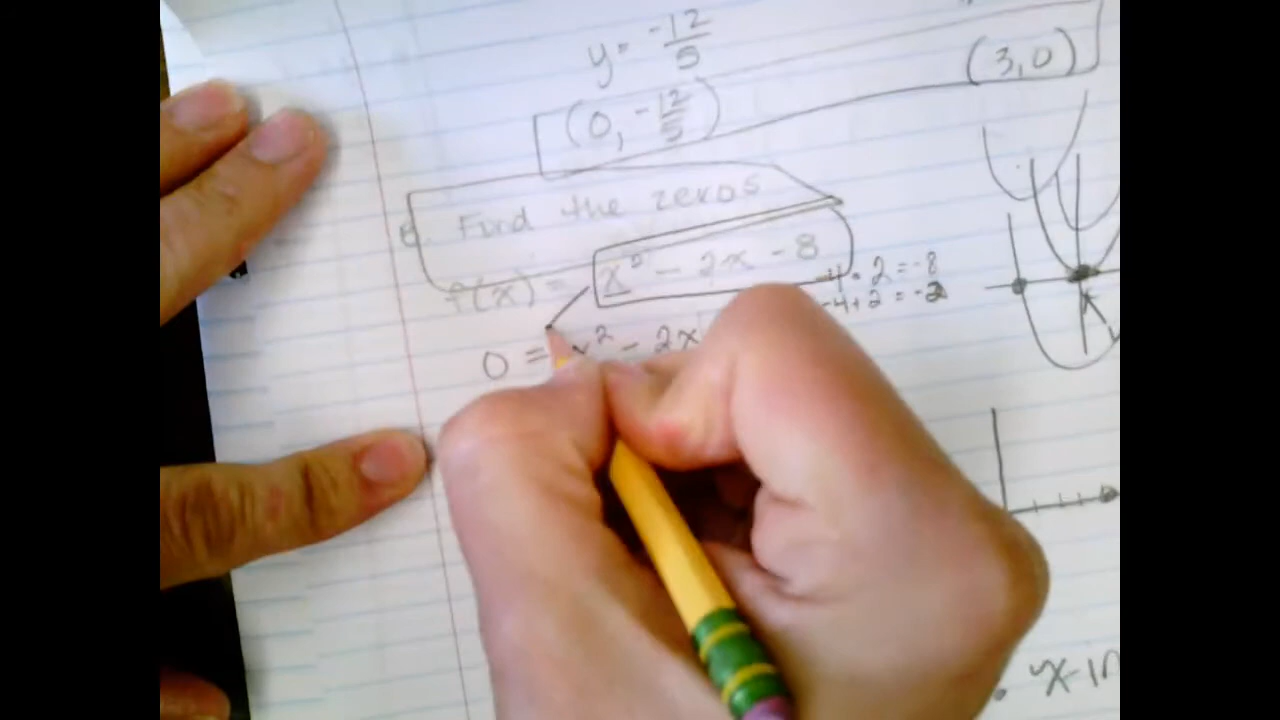 y = -12/5
(3,0)
(0, -12/5)
6. Find the zeros
f(x) = x² - 2x - 8
-4 · 2 = -8
-4 + 2 = -2
0 = x² - 2x